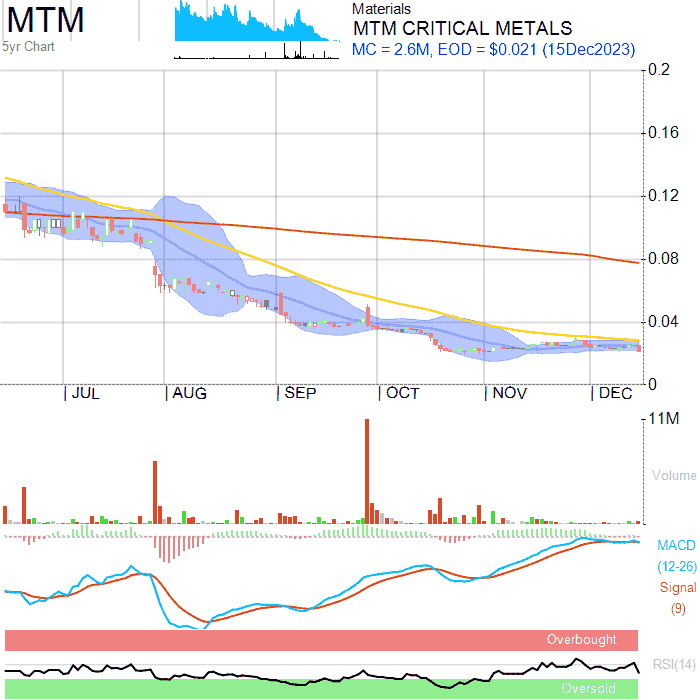 MTM
5yr Chart
Materials
MTM CRITICAL METALS
MC = 2.6M, EOD = $0.021 (15Dec2023)
0.2
0.16
0.12
0.08
0.04
0
JUL
AUG
SEP
OCT
NOV
DEC
11M
Volume
MACD
(12-26)
Signal
(9)
Overbought
RSI(14)
Oversold